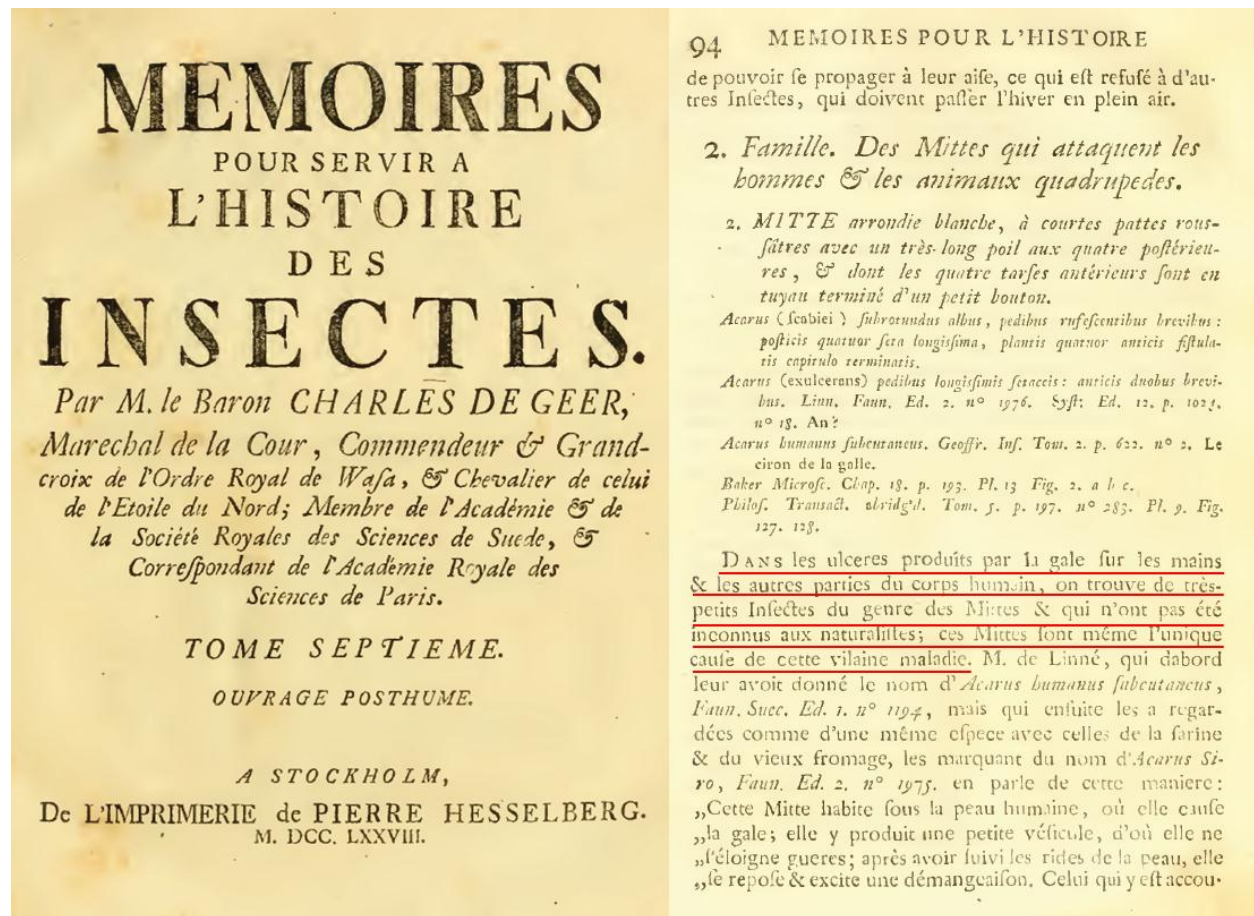 MEMOIRES
POUR SERVIR A
L'HISTOIRE
DES
INSECTES.
Par M. le Baron CHARLES DE GEER,
Marechal de la Cour, Commendeur & Grand-
croix de l'Ordre Royal de Waſa, & Chevalier de celui
de l'Etoile du Nord; Membre de l'Académie & de
la Société Royales des Sciences de Suede, &
Correſpondant de l'Académie Royale des
Sciences de Paris.
TOME SEPTIEME.
OUVRAGE POSTHUME.
A STOCKHOLM,
De L'IMPRIMERIE de PIERRE HESSELBERG.
M. DCC. LXXVIII.
94 MEMOIRES POUR L'HISTOIRE
de pouvoir ſe propager à leur aiſe, ce qui eſt refuſé à d'au-
tres Inſectes, qui doivent paſſer l'hiver en plein air.
2. Famille. Des Mittes qui attaquent les
hommes & les animaux quadrupedes.
2. MITTE arrondie blanche, à courtes pattes rouſ-
ſâtres avec un très-long poil aux quatre poſtérieu-
res, & dont les quatre tarſes antérieurs ſont en
tuyau terminé d'un petit bouton.
Acarus (ſcabiei) ſubrotundus albus, pedibus rufeſcentibus brevibus:
poſticis quatuor ſeta longiſſima, plantis quatuor anticis fiſtula-
tis capitulo terminatis.
Acarus (exulcerans) pedibus longiſſimis ſetaceis: anticis duobus brevi-
bus. Linn. Faun. Ed. 2. nº 1976. Syſt. Ed. 12. p. 1023.
nº 18. An?
Acarus humanus ſubcutaneus. Geoffr. Inſ. Tom. 2. p. 622. nº 2. Le
ciron de la galle.
Baker Microſc. Chap. 18. p. 193. Pl. 13 Fig. 2. a b c.
Philoſ. Transact. abridg'd. Tom. 5. p. 197. nº 283. Pl. 9. Fig.
127. 128.
DANS les ulceres produits par la gale ſur les mains
& les autres parties du corps humain, on trouve de très-
petits Inſectes du genre des Mittes & qui n'ont pas été
inconnus aux naturaliſtes; ces Mittes ſont même l'unique
cauſe de cette vilaine maladie. M. de Linné, qui dabord
leur avoit donné le nom d'Acarus humanus ſubcutaneus,
Faun. Suec. Ed. 1. nº 1194, mais qui enſuite les a regar-
dées comme d'une même eſpece avec celles de la farine
& du vieux fromage, les marquant du nom d'Acarus Si-
ro, Faun. Ed. 2. nº 1975. en parle de cette maniere:
„Cette Mitte habite ſous la peau humaine, où elle cauſe
„la gale; elle y produit une petite véſicule, d'où elle ne
„s'éloigne gueres; après avoir ſuivi les rides de la peau, elle
„ſe repoſe & excite une démangeaiſon. Celui qui y eſt accou-